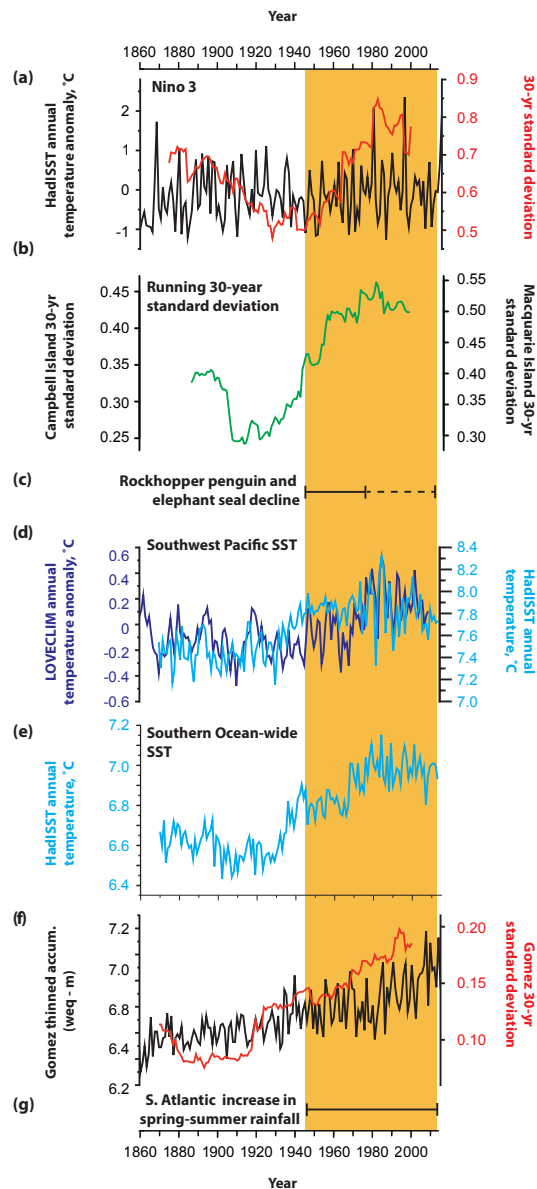 Year
1860 1880 1900 1920 1940 1960 1980 2000
(a)
Nino 3
HadISST annual
temperature anomaly, ˚C
2
1
0
-1
0.9
0.8
0.7
0.6
0.5
30-yr standard
deviation
(b)
Running 30-year
standard deviation
Campbell Island 30-yr
standard deviation
0.45
0.40
0.35
0.30
0.25
0.55
0.50
0.40
0.40
0.35
0.30
Macquarie Island 30-yr
standard deviation
(c)
Rockhopper penguin and
elephant seal decline
(d)
Southwest Pacific SST
LOVECLIM annual
temperature anomaly, ˚C
0.6
0.4
0.2
0
-0.2
-0.4
-0.6
8.4
8.2
8.0
7.8
7.6
7.4
7.2
7.0
HadISST annual
temperature, ˚C
(e)
Southern Ocean-wide
SST
HadISST annual
temperature, ˚C
7.2
7.0
6.8
6.6
6.4
(f)
Gomez thinned accum.
(weq - m)
7.2
7.0
6.8
6.4
6.2
0.20
0.15
0.10
Gomez 30-yr
standard deviation
(g)
S. Atlantic increase in
spring-summer rainfall
1860 1880 1900 1920 1940 1960 1980 2000
Year